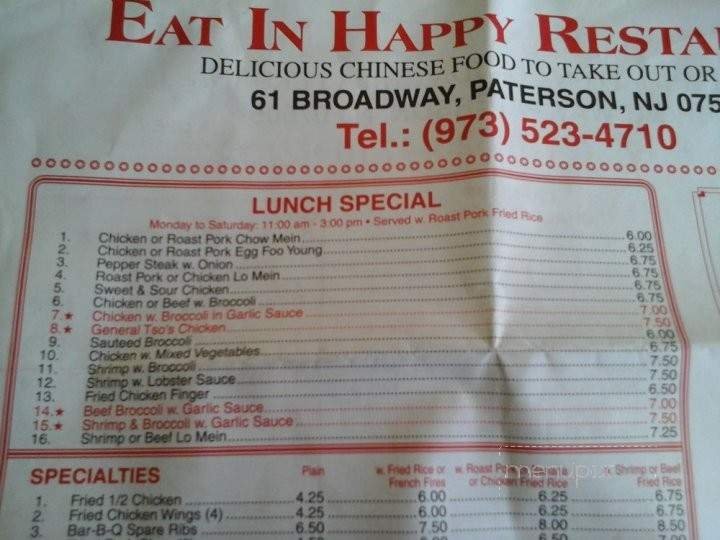 EAT IN HAPPY RESTA
DELICIOUS CHINESE FOOD TO TAKE OUT OR
61 BROADWAY, PATERSON, NJ 075
Tel.: (973) 523-4710
LUNCH SPECIAL
Monday to Saturday: 11:00 am - 3:00 pm • Served w. Roast Pork Fried Rice
1. Chicken or Roast Pork Chow Mein 6.00
2. Chicken or Roast Pork Egg Foo Young 6.25
3. Pepper Steak w. Onion 6.75
4. Roast Pork or Chicken Lo Mein 6.75
5. Sweet & Sour Chicken 6.75
6. Chicken or Beef w. Broccoli 6.75
7.★ Chicken w. Broccoli in Garlic Sauce 7.00
8.★ General Tso's Chicken 7.50
9. Sauteed Broccoli 6.00
10. Chicken w. Mixed Vegetables 6.75
11. Shrimp w. Broccoli 7.50
12. Shrimp w. Lobster Sauce 7.50
13. Fried Chicken Finger 6.50
14.★ Beef Broccoli w. Garlic Sauce 7.00
15.★ Shrimp & Broccoli w. Garlic Sauce 7.50
16. Shrimp or Beef Lo Mein 7.25
SPECIALTIES Plain w. Fried Rice or w. Roast Shrimp or Beef
French Fries or Chicken Fried Rice Fried Rice
1. Fried 1/2 Chicken 4.25 6.00 6.25 6.75
2. Fried Chicken Wings (4) 4.25 6.00 6.25 6.75
3. Bar-B-Q Spare Ribs 6.50 7.50 8.00 8.50